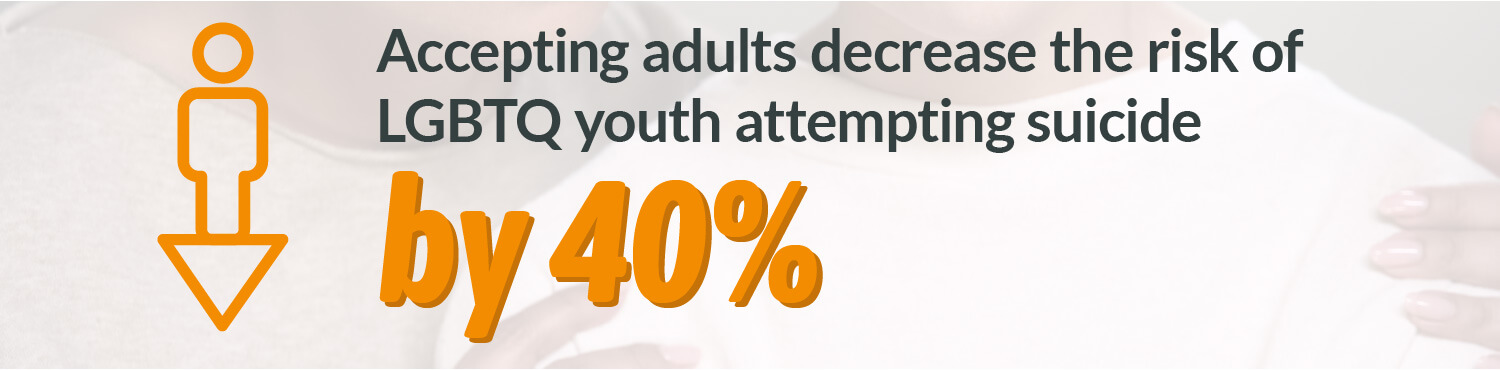 Accepting adults decrease the risk of
LGBTQ youth attempting suicide
by 40%